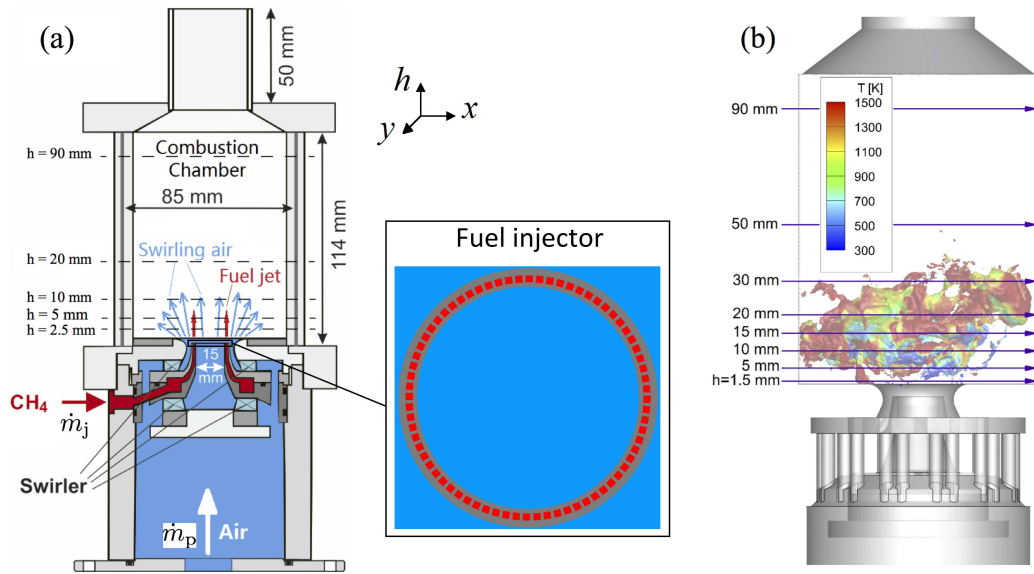 (a)
50 mm
h
x
y
h = 90 mm
Combustion
Chamber
85 mm
114 mm
Swirling air
h = 20 mm
Fuel jet
h = 10 mm
h = 5 mm
h = 2.5 mm
15
mm
CH4
ṁj
Swirler
ṁp
Air
Fuel injector
(b)
T [K]
1500
1300
1100
900
700
500
300
90 mm
50 mm
30 mm
20 mm
15 mm
10 mm
5 mm
h=1.5 mm